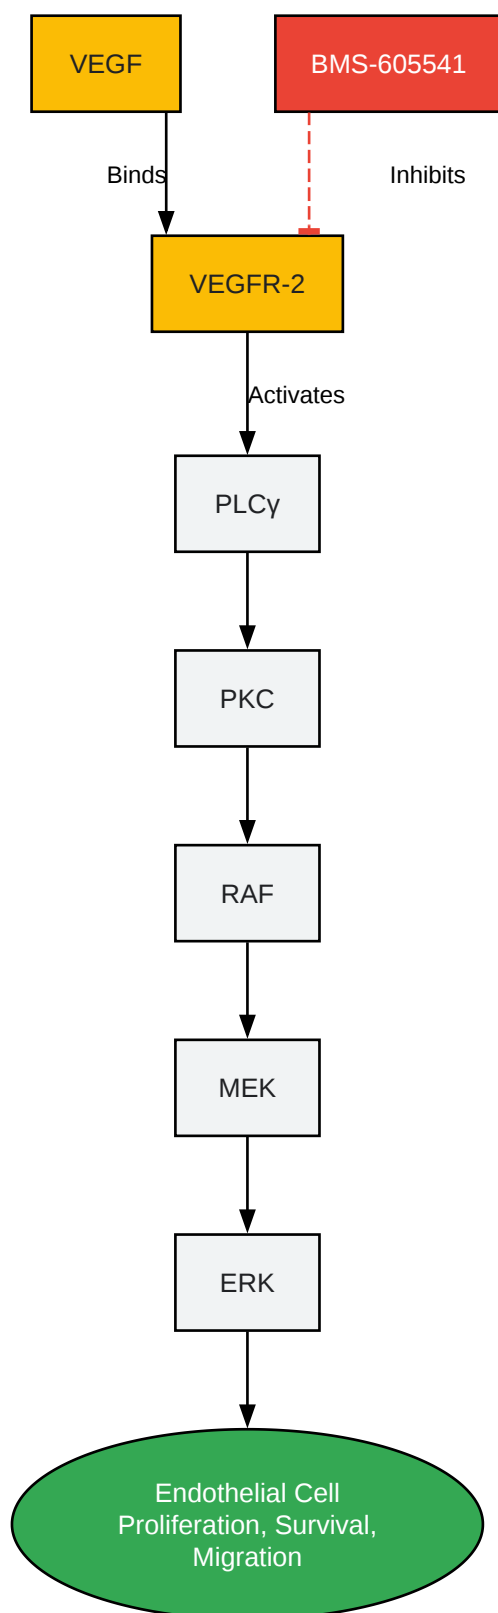 VEGF
BMS-605541
Binds
Inhibits
VEGFR-2
Activates
PLCγ
PKC
RAF
MEK
ERK
Endothelial Cell
Proliferation, Survival,
Migration